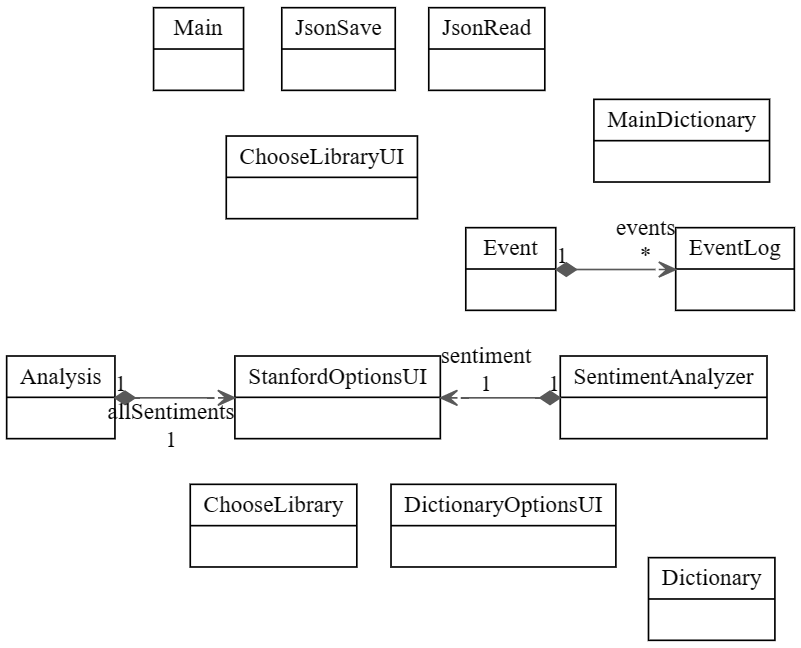 Main
JsonSave
JsonRead
MainDictionary
ChooseLibraryUI
events
Event
1
*
EventLog
sentiment
Analysis
1
StanfordOptionsUI
1
1
SentimentAnalyzer
allSentiments
1
ChooseLibrary
DictionaryOptionsUI
Dictionary